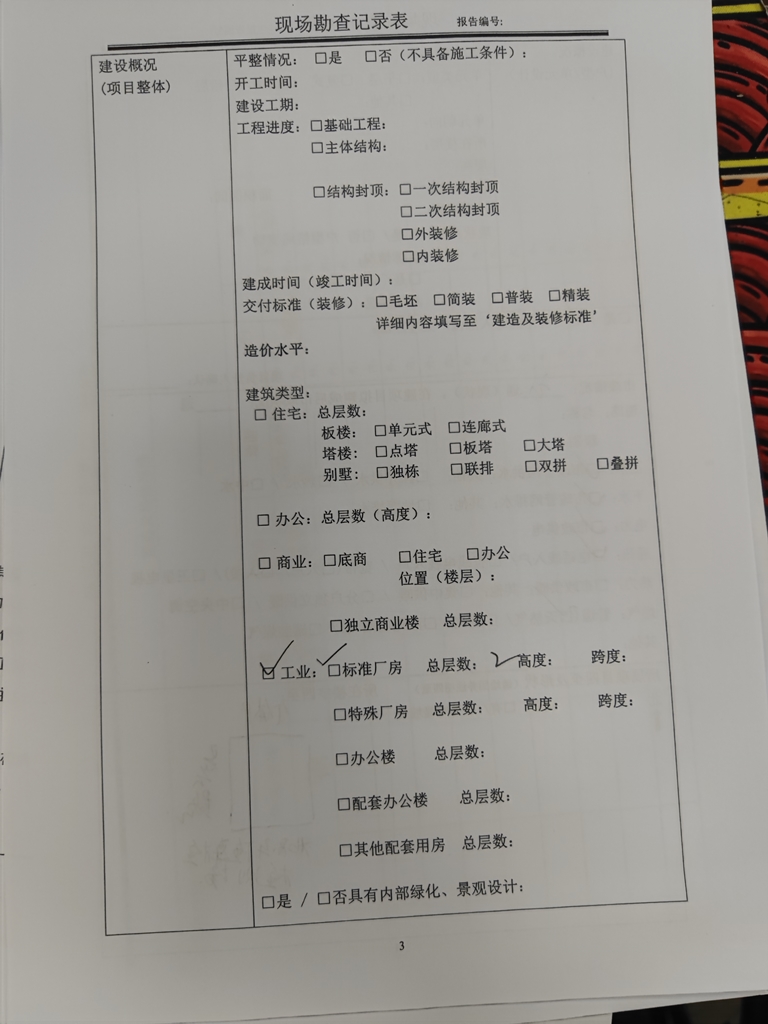 现场勘查记录表 报告编号:
建设概况
(项目整体)
平整情况: □是 □否(不具备施工条件):
开工时间:
建设工期:
工程进度: □基础工程:
□主体结构:
□结构封顶: □一次结构封顶
□二次结构封顶
□外装修
□内装修
建成时间(竣工时间):
交付标准(装修): □毛坯 □简装 □普装 □精装
详细内容填写至‘建造及装修标准’
造价水平:
建筑类型:
□ 住宅: 总层数:
板楼: □单元式 □连廊式
塔楼: □点塔 □板塔 □大塔
别墅: □独栋 □联排 □双拼 □叠拼
□ 办公: 总层数(高度):
□ 商业: □底商 □住宅 □办公
位置(楼层):
□独立商业楼 总层数:
☑ 工业: ☑标准厂房 总层数: 高度: 跨度:
□特殊厂房 总层数: 高度: 跨度:
□办公楼 总层数:
□配套办公楼 总层数:
□其他配套用房 总层数:
□是 / □否具有内部绿化、景观设计:
3